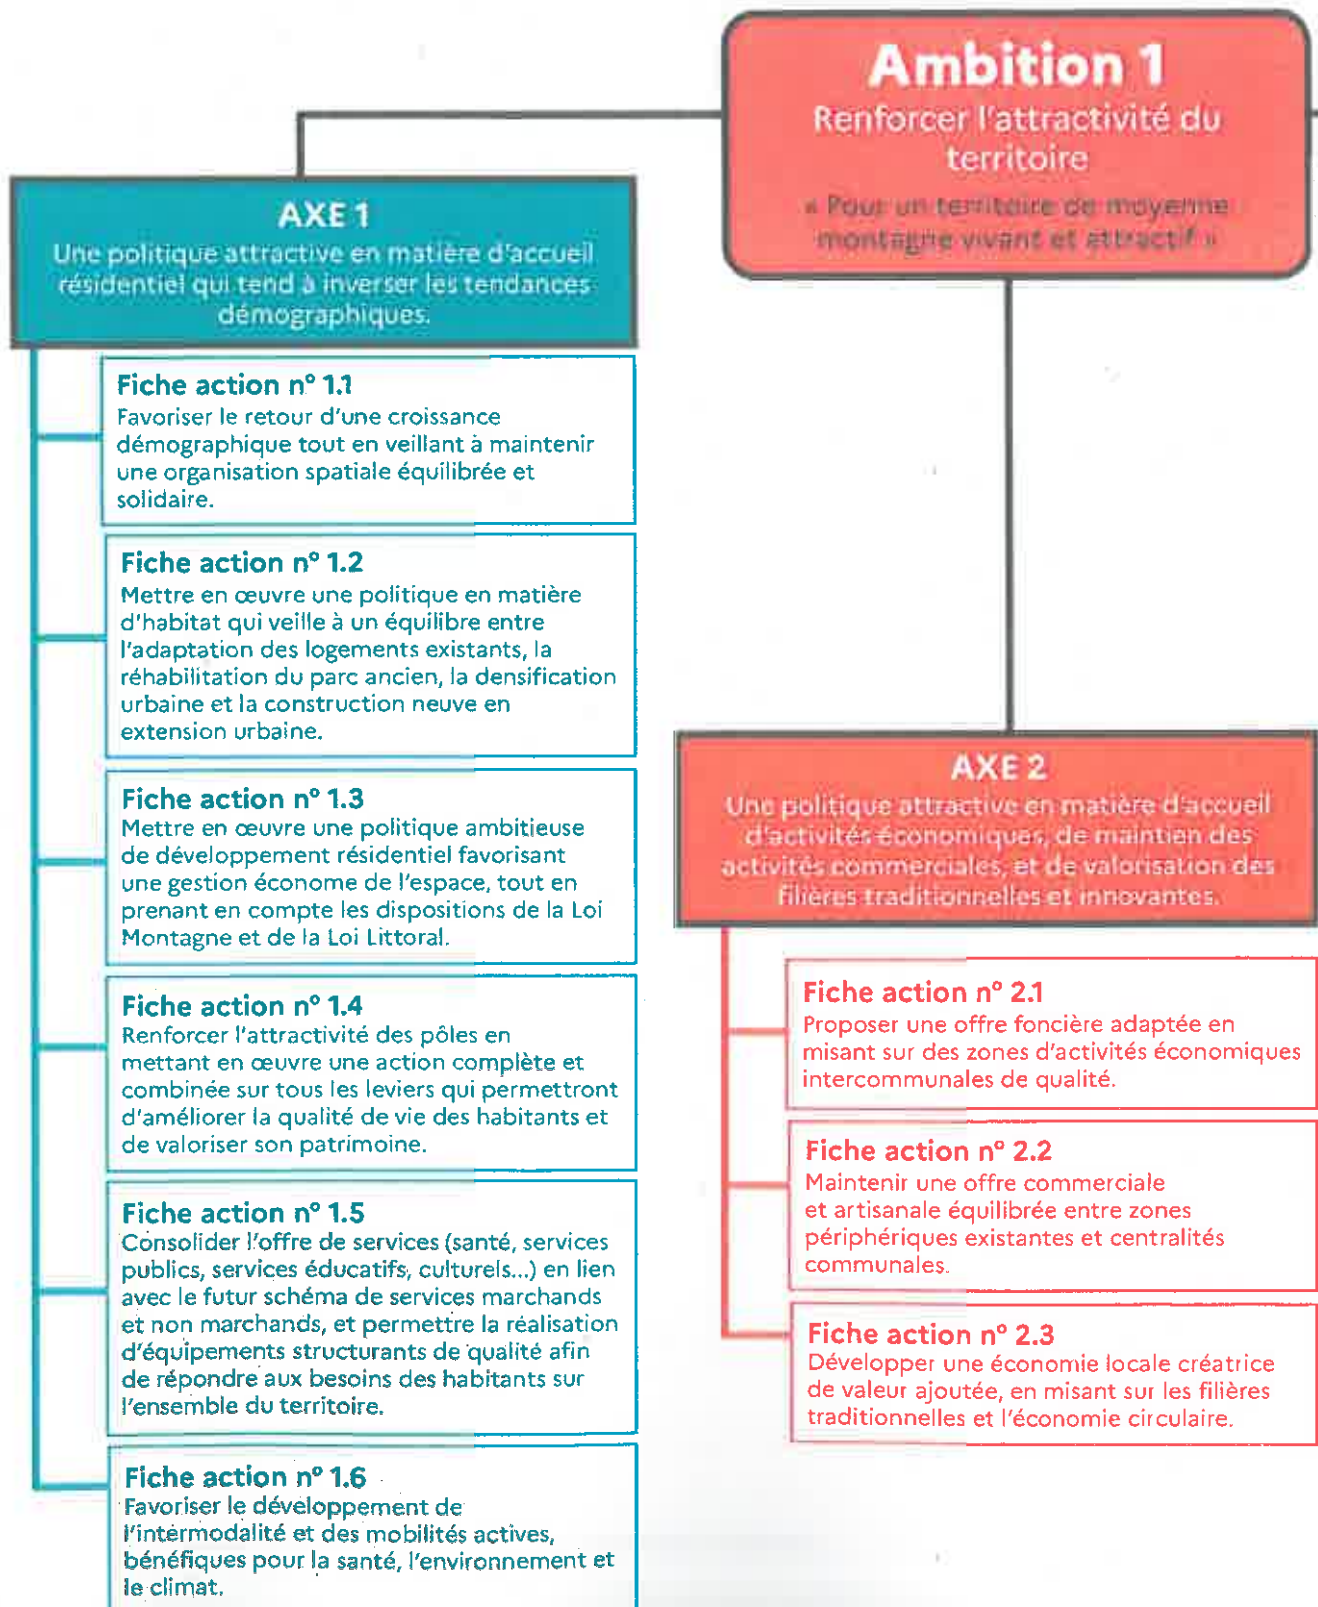 Ambition 1
Renforcer l'attractivité du
territoire
« Pour un territoire de moyenne
montagne vivant et attractif »
AXE 1
Une politique attractive en matière d'accueil
résidentiel qui tend à inverser les tendances
démographiques.
Fiche action n° 1.1
Favoriser le retour d'une croissance
démographique tout en veillant à maintenir
une organisation spatiale équilibrée et
solidaire.
Fiche action n° 1.2
Mettre en œuvre une politique en matière
d'habitat qui veille à un équilibre entre
l'adaptation des logements existants, la
réhabilitation du parc ancien, la densification
urbaine et la construction neuve en
extension urbaine.
Fiche action n° 1.3
Mettre en œuvre une politique ambitieuse
de développement résidentiel favorisant
une gestion économe de l'espace, tout en
prenant en compte les dispositions de la Loi
Montagne et de la Loi Littoral.
Fiche action n° 1.4
Renforcer l'attractivité des pôles en
mettant en œuvre une action complète et
combinée sur tous les leviers qui permettront
d'améliorer la qualité de vie des habitants et
de valoriser son patrimoine.
Fiche action n° 1.5
Consolider l'offre de services (santé, services
publics, services éducatifs, culturels...) en lien
avec le futur schéma de services marchands
et non marchands, et permettre la réalisation
d'équipements structurants de qualité afin
de répondre aux besoins des habitants sur
l'ensemble du territoire.
Fiche action n° 1.6
Favoriser le développement de
l'intermodalité et des mobilités actives,
bénéfiques pour la santé, l'environnement et
le climat.
AXE 2
Une politique attractive en matière d'accueil
d'activités économiques, de maintien des
activités commerciales, et de valorisation des
filières traditionnelles et innovantes.
Fiche action n° 2.1
Proposer une offre foncière adaptée en
misant sur des zones d'activités économiques
intercommunales de qualité.
Fiche action n° 2.2
Maintenir une offre commerciale
et artisanale équilibrée entre zones
périphériques existantes et centralités
communales.
Fiche action n° 2.3
Développer une économie locale créatrice
de valeur ajoutée, en misant sur les filières
traditionnelles et l'économie circulaire.